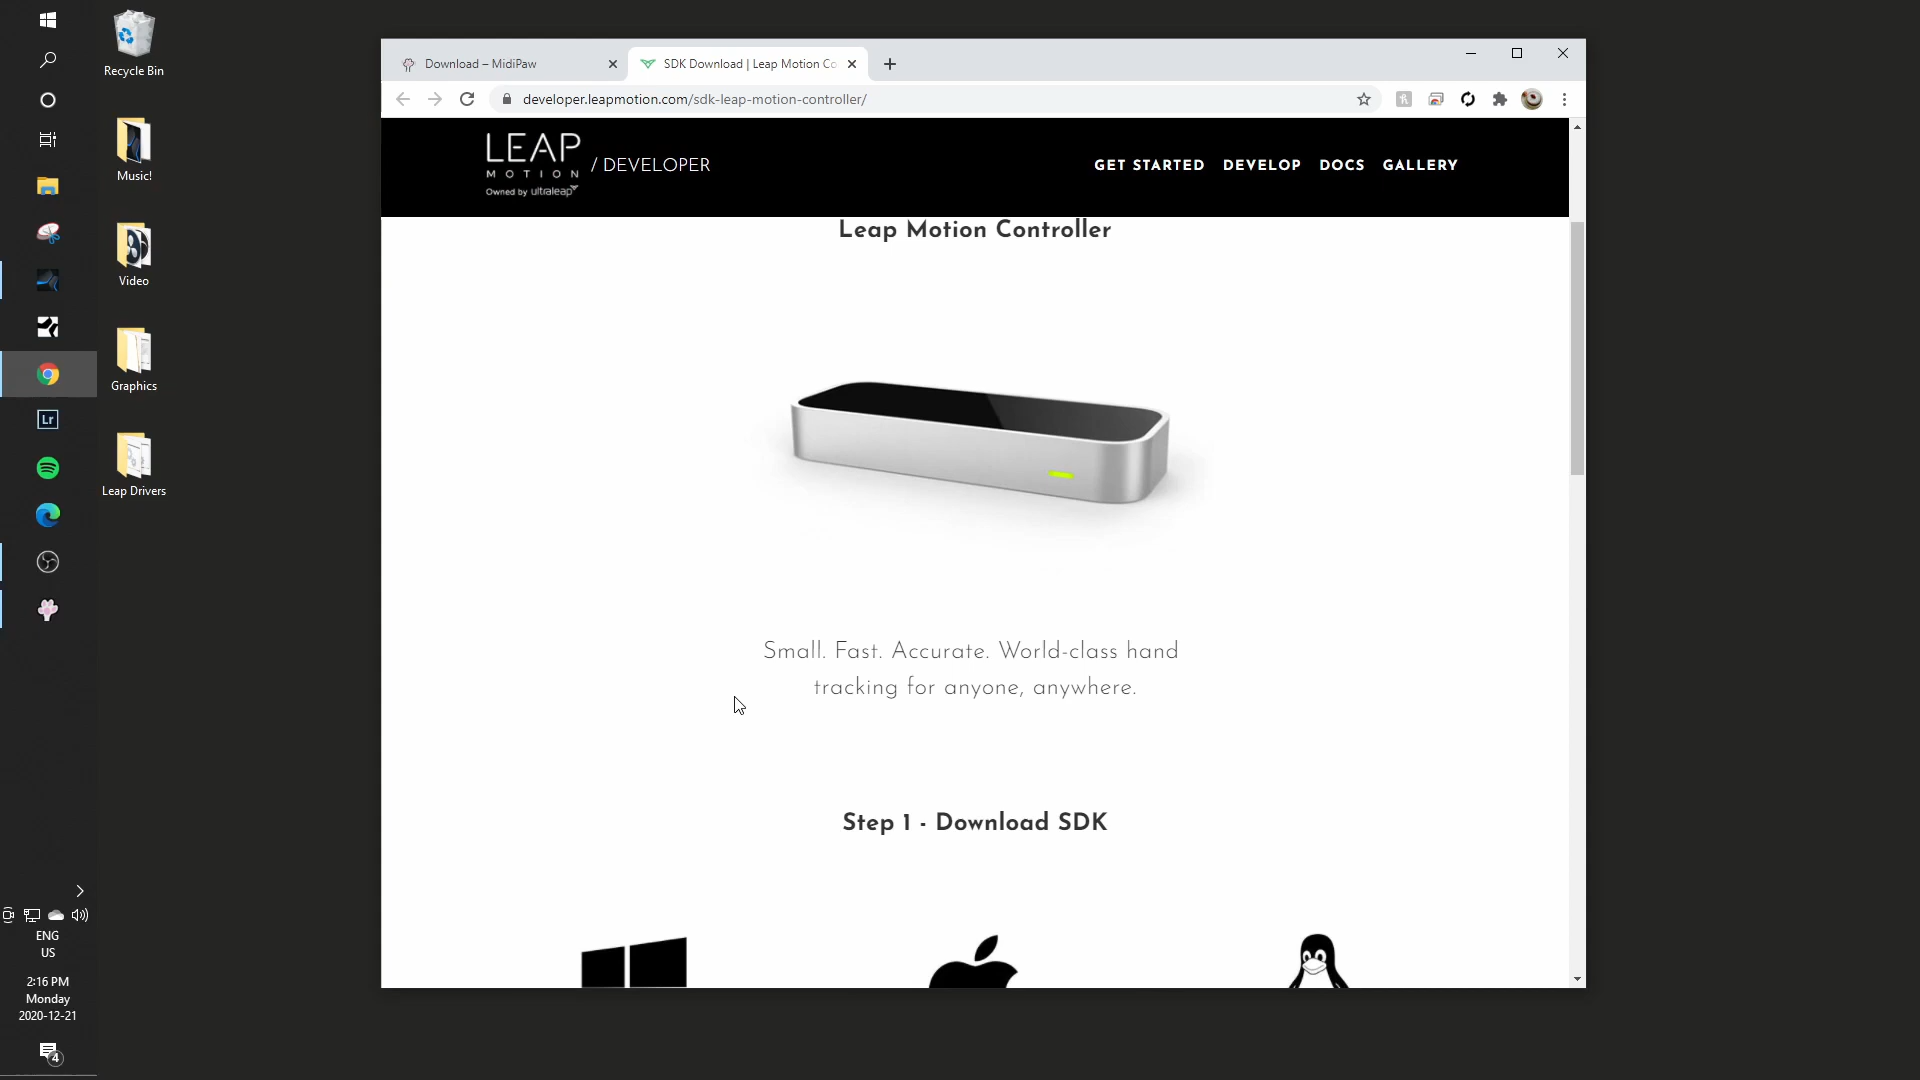 Recycle Bin
Music!
Video
Graphics
Leap Drivers
Lr
ENG
US
2:16 PM
Monday
2020-12-21
4
Download – MidiPaw
SDK Download | Leap Motion Co
developer.leapmotion.com/sdk-leap-motion-controller/
LEAP
MOTION
Owned by ultraleap
/ DEVELOPER
GET STARTED
DEVELOP
DOCS
GALLERY
Leap Motion Controller
Small. Fast. Accurate. World-class hand
tracking for anyone, anywhere.
Step 1 - Download SDK